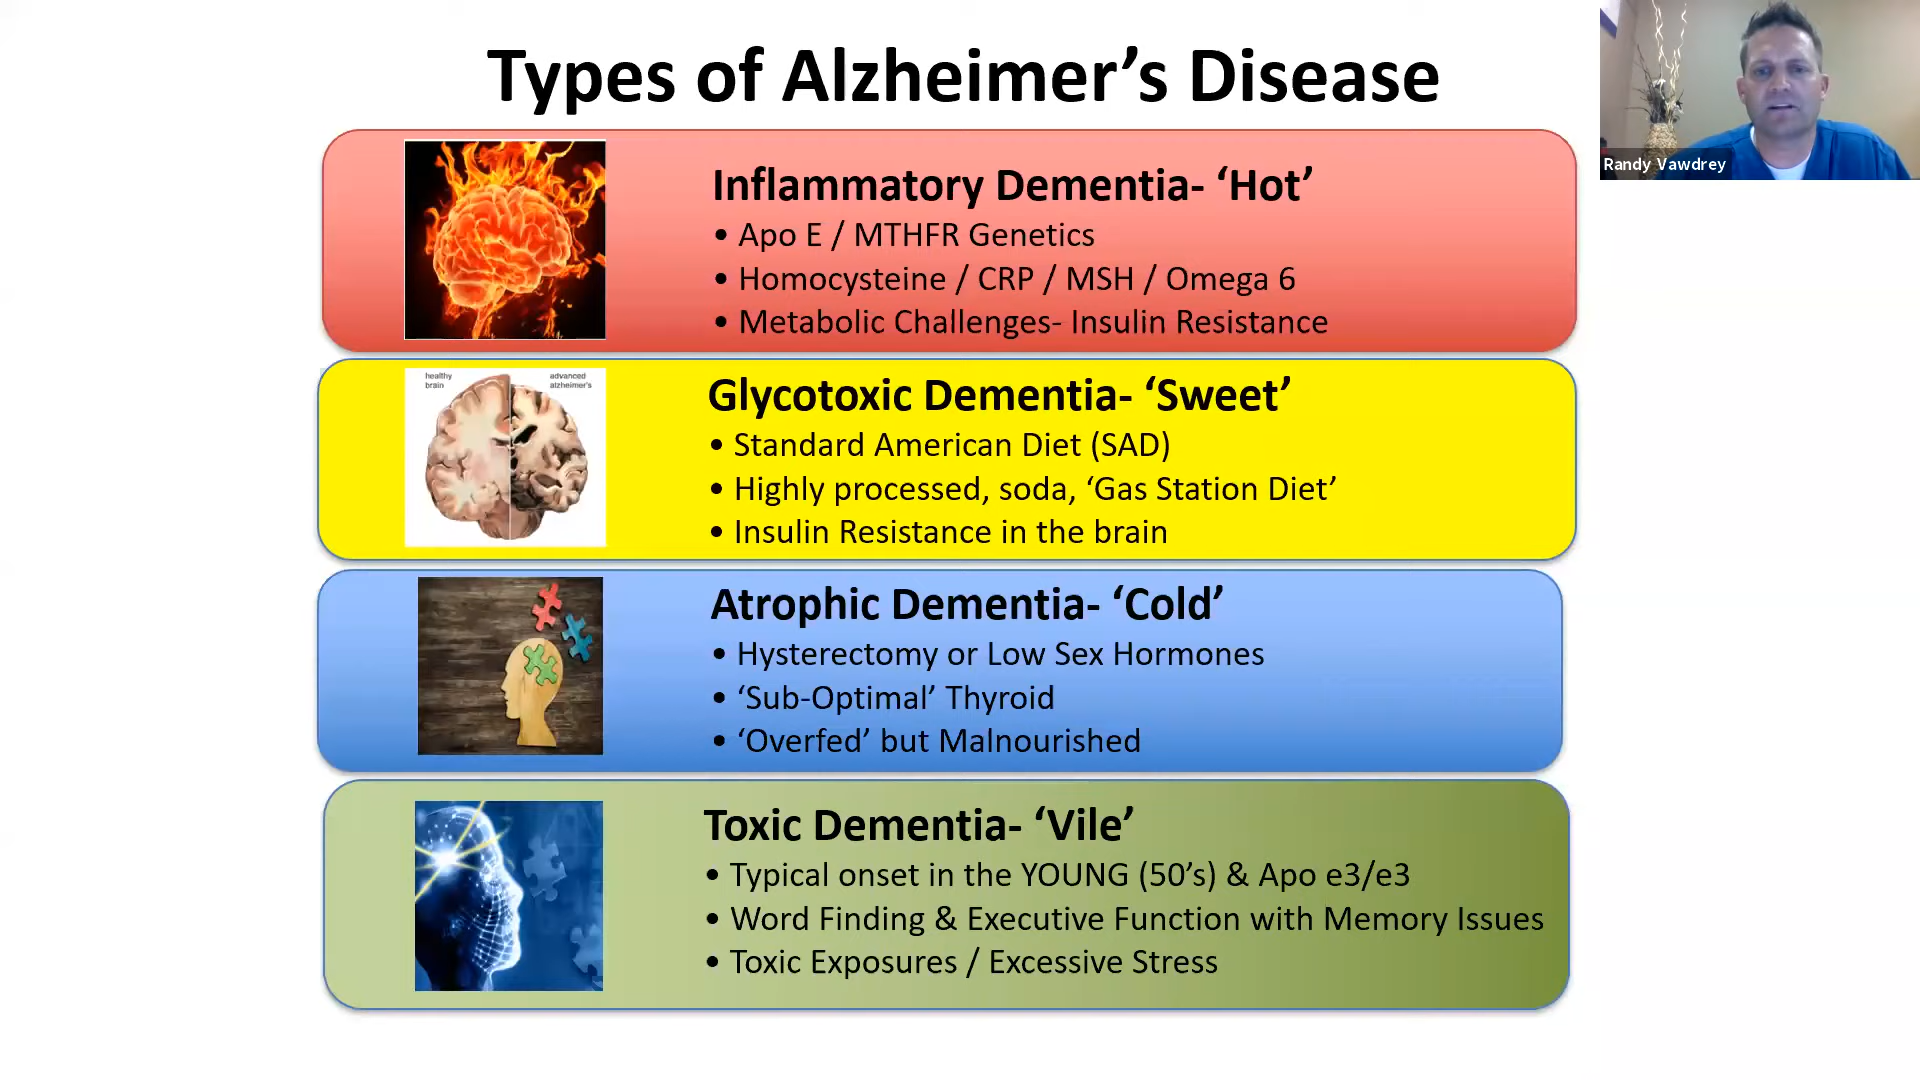 Types of Alzheimer’s Disease
Randy Vawdrey
Inflammatory Dementia- ‘Hot’
• Apo E / MTHFR Genetics
• Homocysteine / CRP / MSH / Omega 6
• Metabolic Challenges- Insulin Resistance
healthy
brain
advanced
alzheimer's
Glycotoxic Dementia- ‘Sweet’
• Standard American Diet (SAD)
• Highly processed, soda, ‘Gas Station Diet’
• Insulin Resistance in the brain
Atrophic Dementia- ‘Cold’
• Hysterectomy or Low Sex Hormones
• ‘Sub-Optimal’ Thyroid
• ‘Overfed’ but Malnourished
Toxic Dementia- ‘Vile’
• Typical onset in the YOUNG (50’s) & Apo e3/e3
• Word Finding & Executive Function with Memory Issues
• Toxic Exposures / Excessive Stress